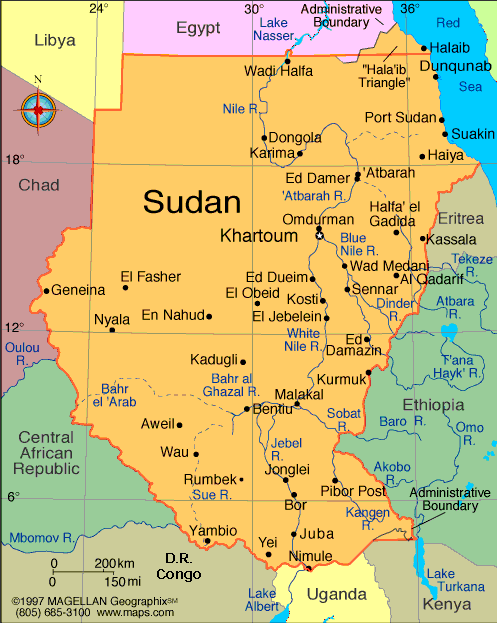 24°
30°
36°
Administrative
Boundary
Lake
Nasser
Egypt
Libya
Red
Sea
Halaib
Dunqunab
"Hala'ib
Triangle"
Wadi Halfa
N
Nile R.
Port Sudan
Suakin
Dongola
Karima
Haiya
18°
Ed Damer
'Atbarah
'Atbarah R.
Chad
Sudan
Halfa' el
Gadida
Omdurman
Khartoum
Eritrea
Kassala
Blue
Nile R.
Tekeze
R.
Wad Medani
Al Qadarif
El Fasher
Ed Dueim
Sennar
Geneina
El Obeid
Kosti
Dinder
R.
Atbara
R.
Nyala
En Nahud
El Jebelein
12°
White
Nile R.
Ed
Damazin
Oulou
R.
T'ana
Hayk' R.
Kadugli
Kurmuk
Bahr
el 'Arab
Bahr al
Ghazal R.
Malakal
Bentiu
Sobat
R.
Ethiopia
Baro R.
Omo
R.
Aweil
Central
African
Republic
Wau
Jebel
R.
Jonglei
Akobo
R.
Rumbek
Sue R.
Pibor Post
Administrative
Boundary
6°
Bor
Kangen
R.
Mbomov R.
Yambio
Juba
D.R.
Congo
Yei
Nimule
0
200km
0
150 mi
Lake
Turkana
Lake
Albert
Uganda
Kenya
©1997 MAGELLAN Geographix℠
(805) 685-3100 www.maps.com